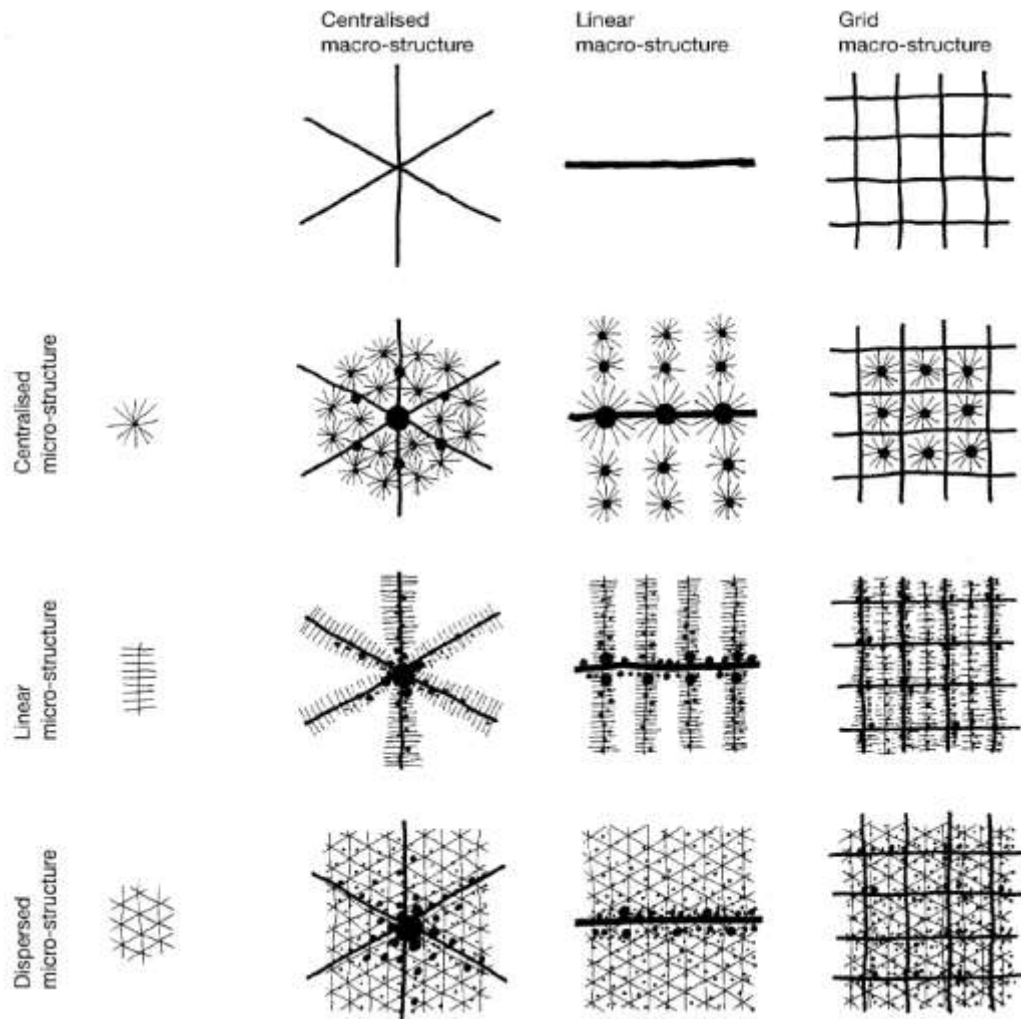 Centralised
macro-structure
Linear
macro-structure
Grid
macro-structure
Centralised
micro-structure
Linear
micro-structure
Dispersed
micro-structure